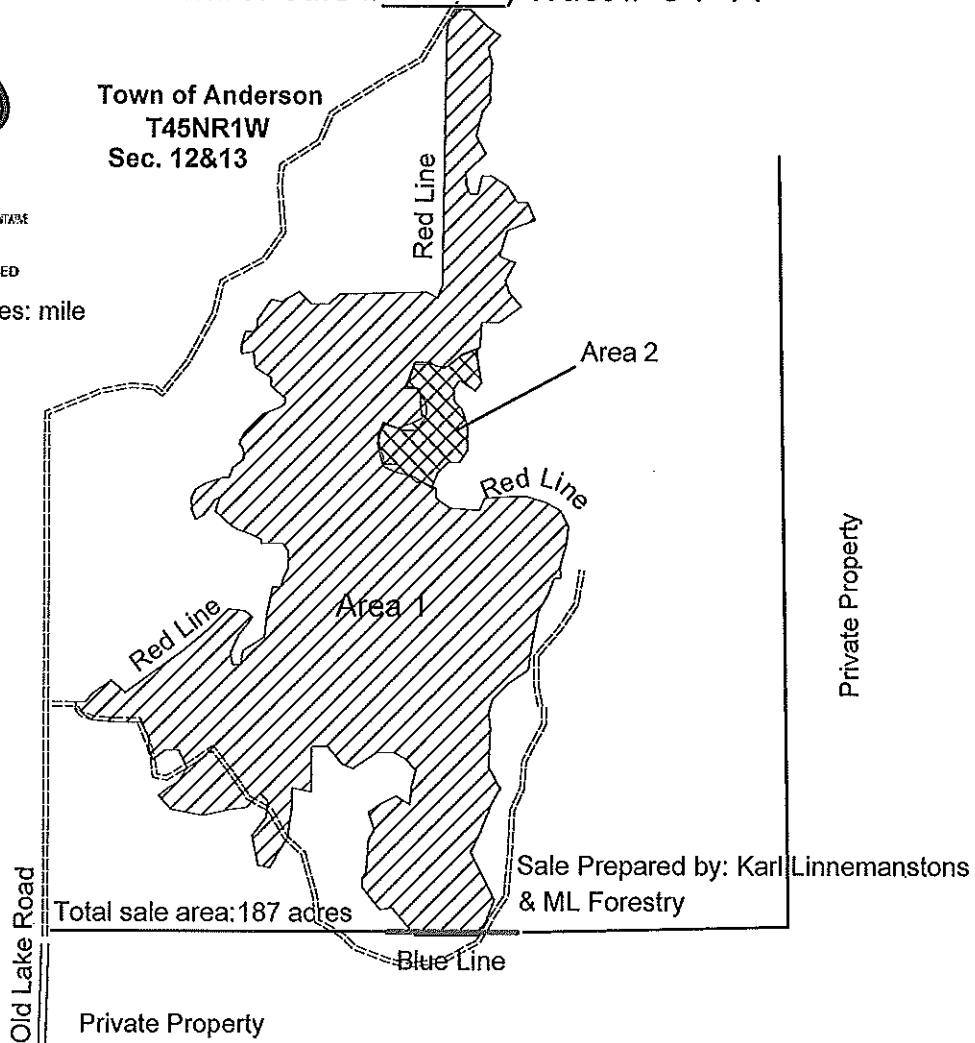 Town of Anderson
T45NR1W
Sec. 12&13
ED
es: mile
Red Line
Area 2
Red Line
Private Property
Area 1
Red Line
Sale Prepared by: Karl Linnemanstons
& ML Forestry
Total sale area:187 acres
Blue Line
Old Lake Road
Private Property